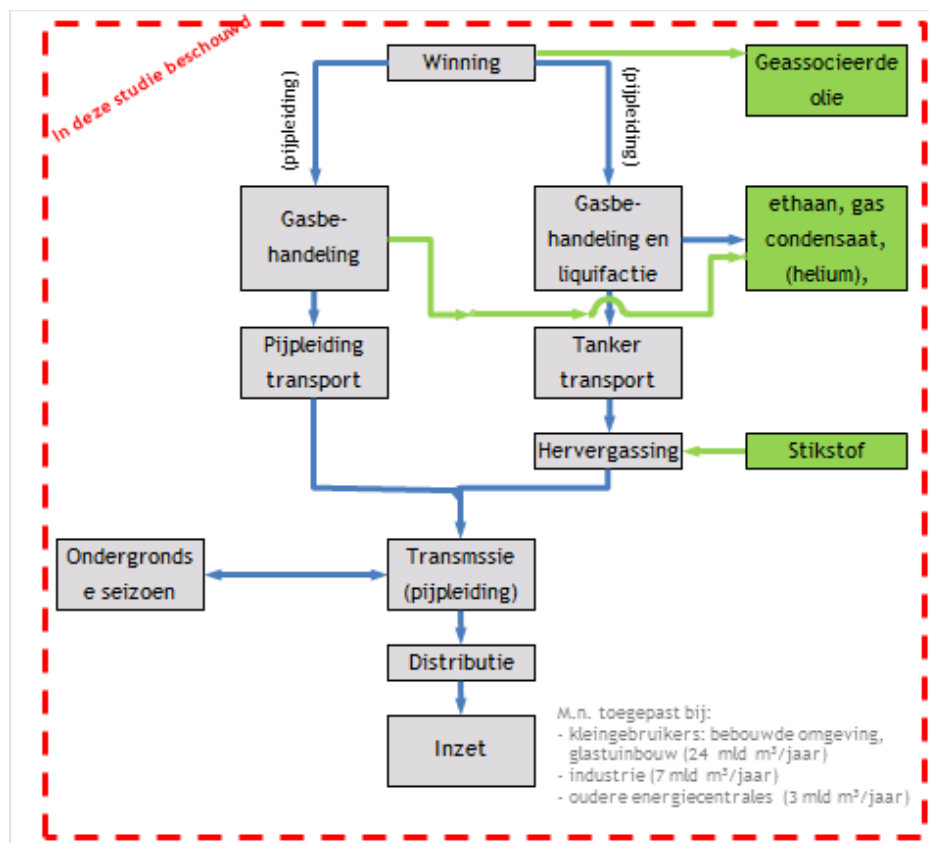 In deze studie beschouwd
Winning
Geassocieerde
olie
(pijpleiding)
(pijpleiding)
Gasbe-
handeling
Gasbe-
handeling en
liquifactie
ethaan, gas
condensaat,
(helium),
Pijpleiding
transport
Tanker
transport
Hervergassing
Stikstof
Ondergronds
e seizoen
Transmssie
(pijpleiding)
Distributie
Inzet
M.n. toegepast bij:
- kleingebruikers: bebouwde omgeving,
glastuinbouw (24 mld m³/jaar)
- industrie (7 mld m³/jaar)
- oudere energiecentrales (3 mld m³/jaar)